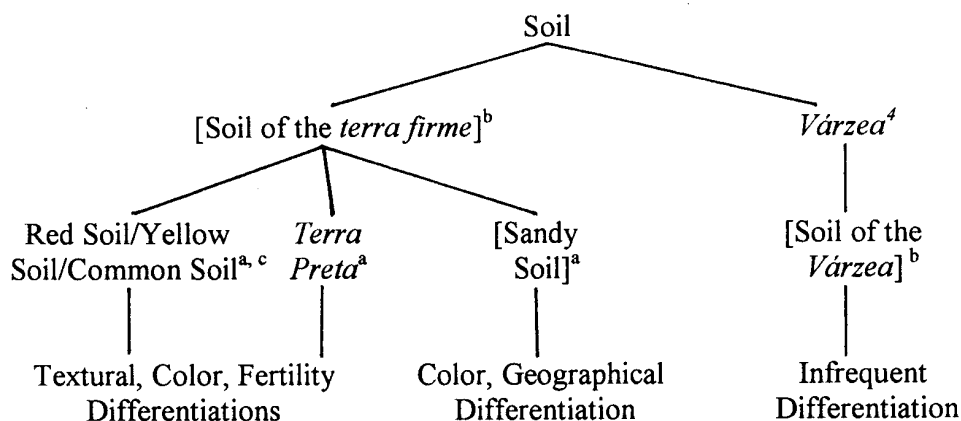 Soil
[Soil of the terra firme]ᵇ
Várzea⁴
Red Soil/Yellow
Soil/Common Soilᵃ, ᶜ
Terra
Pretaᵃ
[Sandy
Soil]ᵃ
[Soil of the
Várzea] ᵇ
Textural, Color, Fertility
Differentiations
Color, Geographical
Differentiation
Infrequent
Differentiation